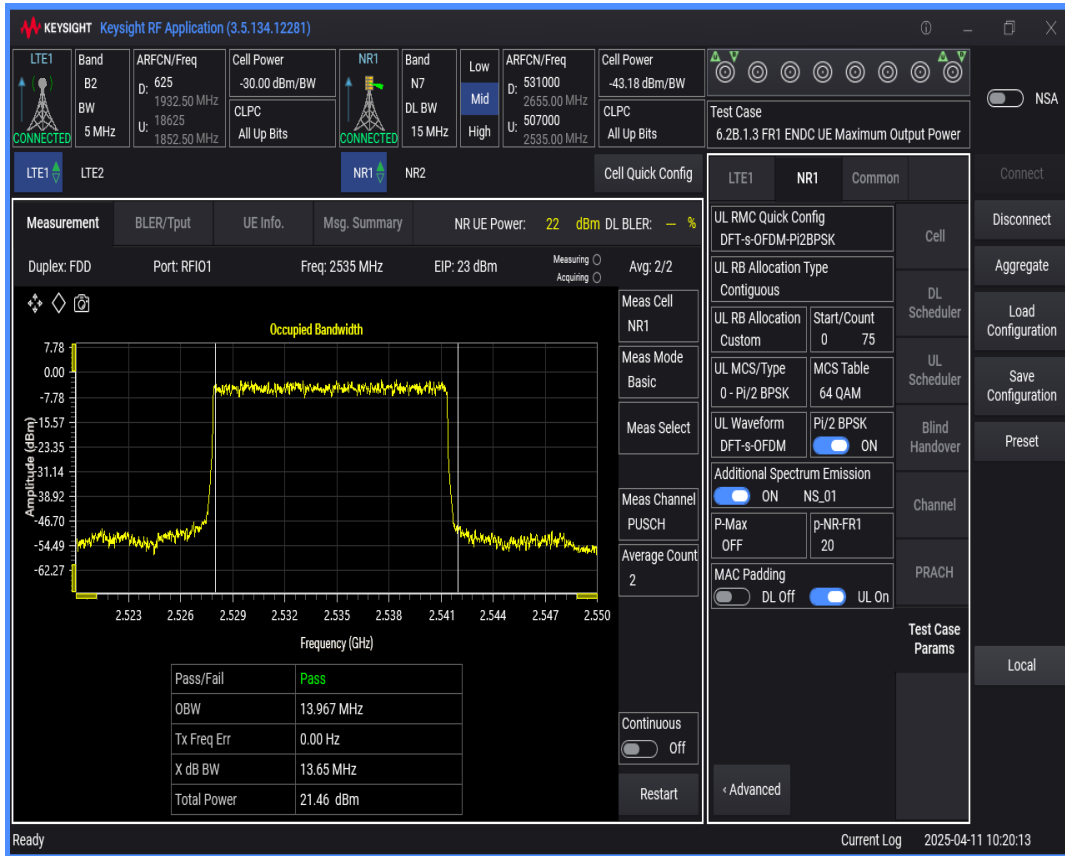 KEYSIGHT Keysight RF Application (3.5.134.12281)
LTE1 Band ARFCN/Freq Cell Power NR1 Band Low ARFCN/Freq Cell Power
B2 D: 625 -30.00 dBm/BW N7 D: 531000 -43.18 dBm/BW
1932.50 MHz 2655.00 MHz
BW CLPC DL BW Mid CLPC
U: 18625 U: 507000
CONNECTED 5 MHz 1852.50 MHz All Up Bits CONNECTED 15 MHz High 2535.00 MHz All Up Bits
Test Case
6.2B.1.3 FR1 ENDC UE Maximum Output Power
NSA
LTE1 LTE2 NR1 NR2 Cell Quick Config
LTE1 NR1 Common
Connect
Measurement BLER/Tput UE Info. Msg. Summary NR UE Power: 22 dBm DL BLER: — %
Duplex: FDD Port: RFIO1 Freq: 2535 MHz EIP: 23 dBm Measuring Avg: 2/2
Acquiring
Occupied Bandwidth
7.78
0.00
-7.78
-15.57
-23.35
-31.14
-38.92
-46.70
-54.49
-62.27
Amplitude (dBm)
2.523 2.526 2.529 2.532 2.535 2.538 2.541 2.544 2.547 2.550
Frequency (GHz)
Pass/Fail Pass
OBW 13.967 MHz
Tx Freq Err 0.00 Hz
X dB BW 13.65 MHz
Total Power 21.46 dBm
Meas Cell
NR1
Meas Mode
Basic
Meas Select
Meas Channel
PUSCH
Average Count
2
Continuous
Off
Restart
UL RMC Quick Config
DFT-s-OFDM-Pi2BPSK
UL RB Allocation Type
Contiguous
UL RB Allocation Start/Count
Custom 0 75
UL MCS/Type MCS Table
0 - Pi/2 BPSK 64 QAM
UL Waveform Pi/2 BPSK
DFT-s-OFDM ON
Additional Spectrum Emission
ON NS_01
P-Max p-NR-FR1
OFF 20
MAC Padding
DL Off UL On
‹ Advanced
Cell
DL
Scheduler
UL
Scheduler
Blind
Handover
Channel
PRACH
Test Case
Params
Disconnect
Aggregate
Load
Configuration
Save
Configuration
Preset
Local
Ready Current Log 2025-04-11 10:20:13